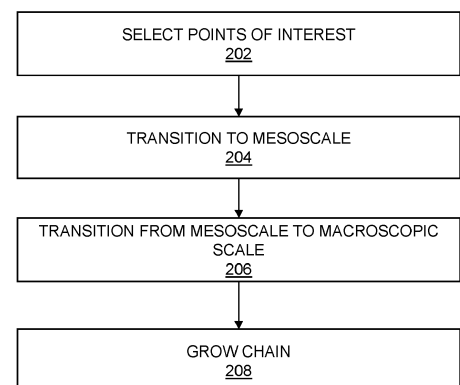 SELECT POINTS OF INTEREST
202
TRANSITION TO MESOSCALE
204
TRANSITION FROM MESOSCALE TO MACROSCOPIC
SCALE
206
GROW CHAIN
208